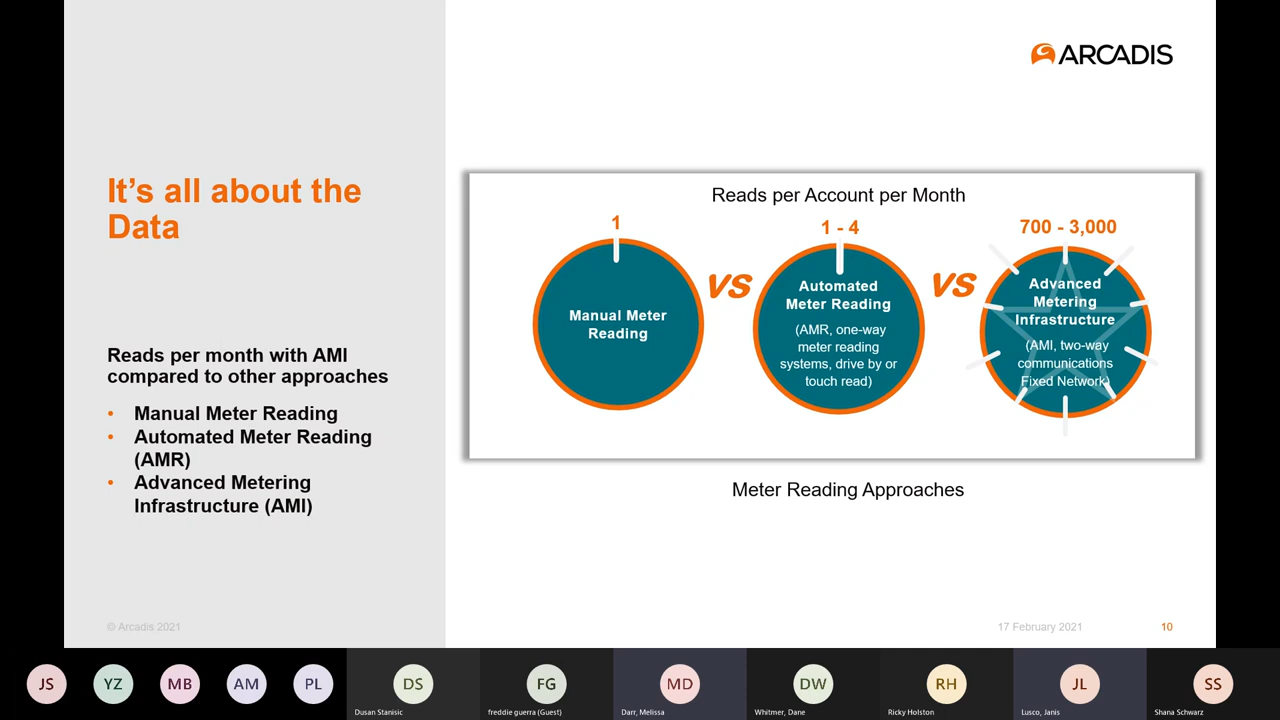 ARCADIS
It's all about the
Data
Reads per month with AMI
compared to other approaches
• Manual Meter Reading
• Automated Meter Reading
(AMR)
• Advanced Metering
Infrastructure (AMI)
Reads per Account per Month
1
Manual Meter
Reading
VS
1 - 4
Automated
Meter Reading
(AMR, one-way
meter reading
systems, drive by or
touch read)
VS
700 - 3,000
Advanced
Metering
Infrastructure
(AMI, two-way
communications
Fixed Network)
Meter Reading Approaches
© Arcadis 2021
17 February 2021
10
JS
YZ
MB
AM
PL
DS
Dusan Stanisic
FG
freddie guerra (Guest)
MD
Darr, Melissa
DW
Whitmer, Dane
RH
Ricky Holston
JL
Lusco, Janis
SS
Shana Schwarz